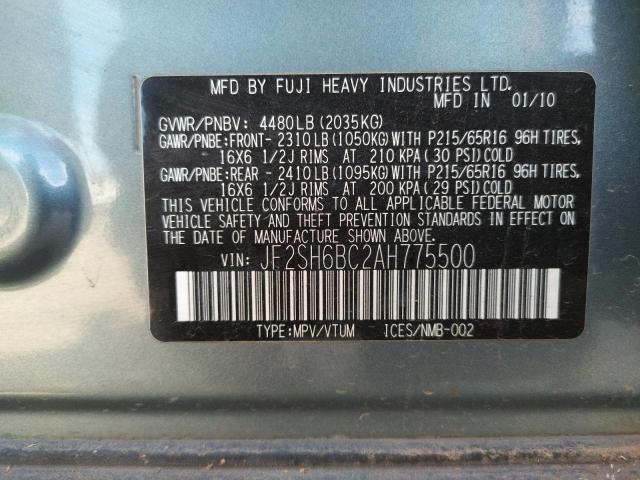 MFD BY FUJI HEAVY INDUSTRIES LTD.
MFD IN 01/10
GVWR/PNBV: 4480LB (2035KG)
GAWR/PNBE:FRONT- 2310LB (1050KG) WITH P215/65R16 96H TIRES,
16X6 1/2J RIMS AT 210 KPA (30 PSI) COLD
GAWR/PNBE:REAR - 2410LB (1095KG) WITH P215/65R16 96H TIRES,
16X6 1/2J RIMS AT 200 KPA (29 PSI) COLD
THIS VEHICLE CONFORMS TO ALL APPLICABLE FEDERAL MOTOR
VEHICLE SAFETY AND THEFT PREVENTION STANDARDS IN EFFECT ON
THE DATE OF MANUFACTURE SHOWN ABOVE.
VIN: JF2SH6BC2AH775500
TYPE:MPV/VTUM ICES/NMB-002